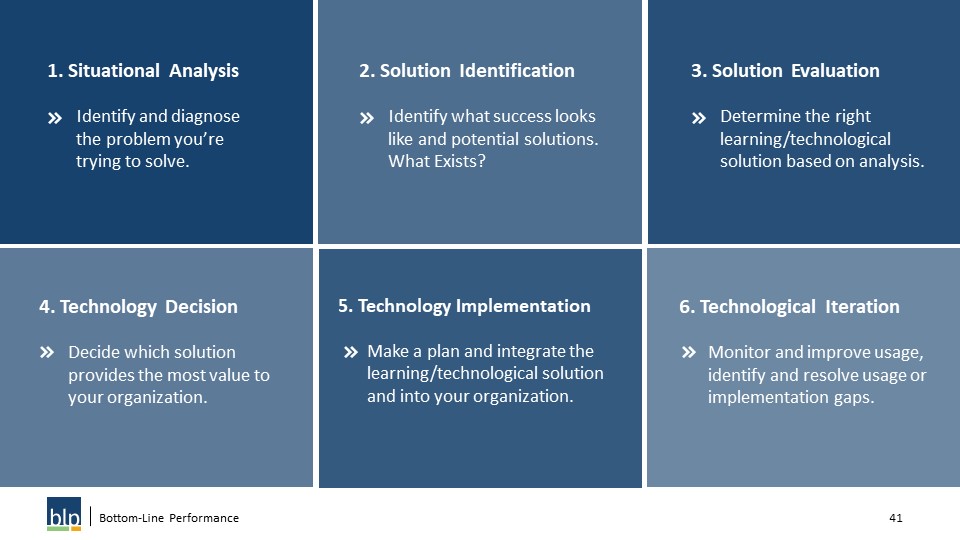 1. Situational Analysis
» Identify and diagnose
the problem you're
trying to solve.
2. Solution Identification
» Identify what success looks
like and potential solutions.
What Exists?
3. Solution Evaluation
» Determine the right
learning/technological
solution based on analysis.
4. Technology Decision
» Decide which solution
provides the most value to
your organization.
5. Technology Implementation
» Make a plan and integrate the
learning/technological solution
and into your organization.
6. Technological Iteration
» Monitor and improve usage,
identify and resolve usage or
implementation gaps.
blp
Bottom-Line Performance
41